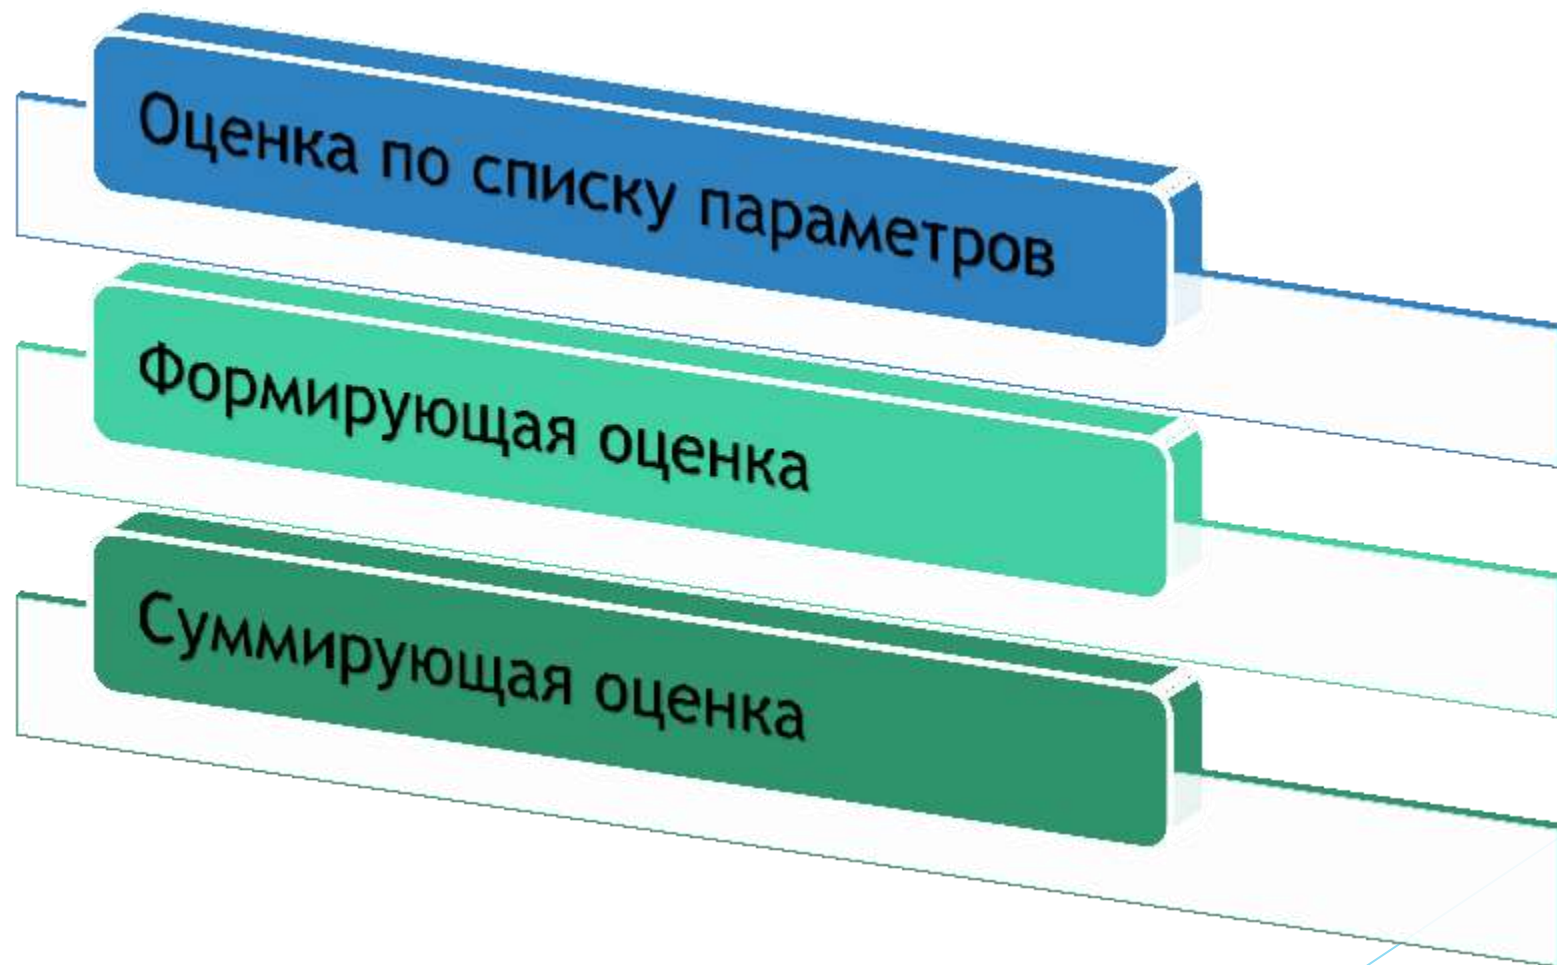 Оценка по списку параметров
Формирующая оценка
Суммирующая оценка